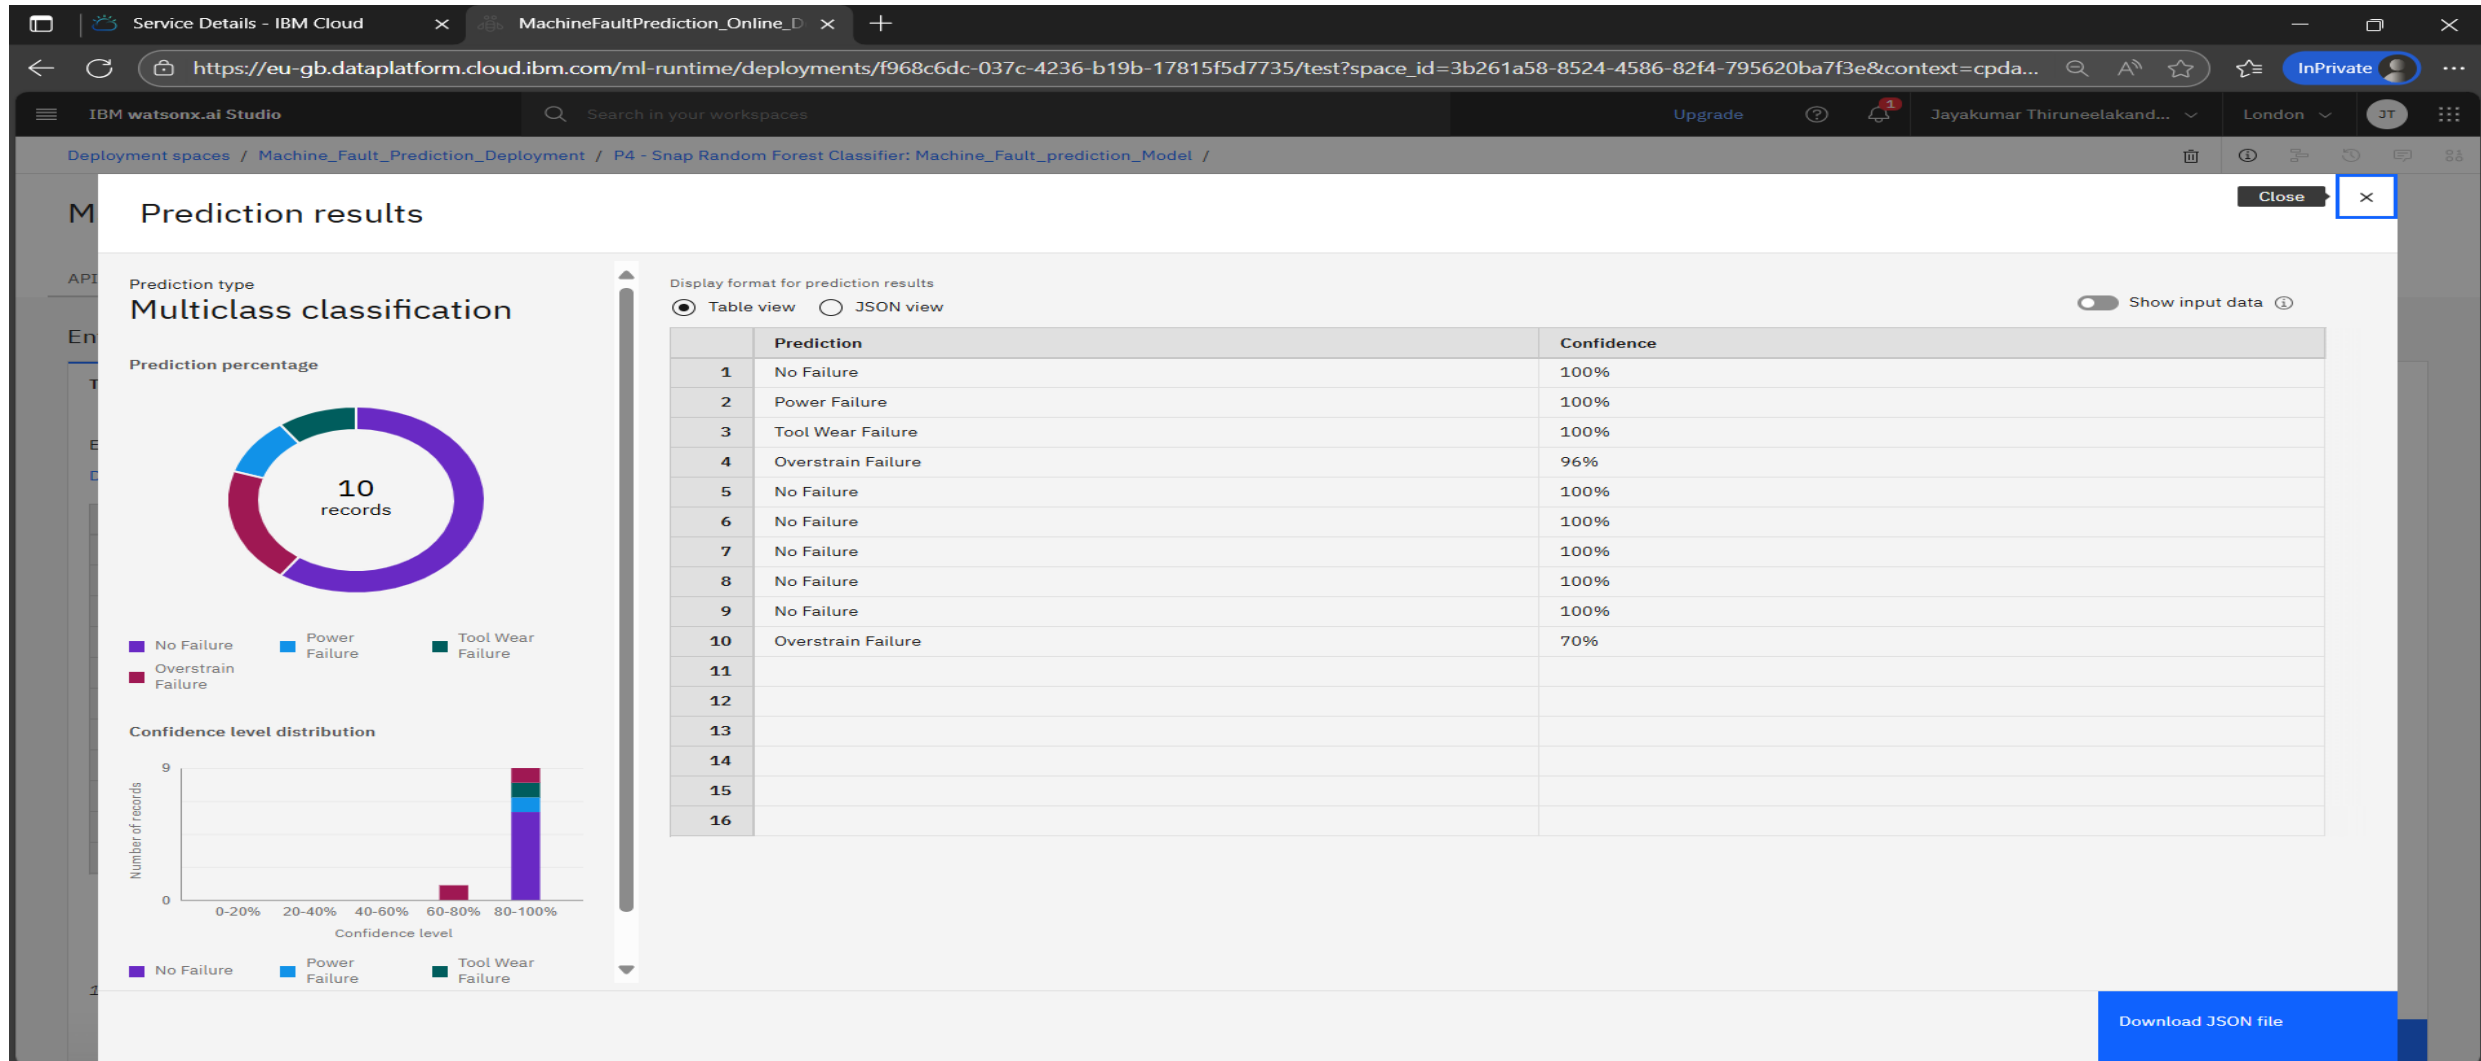 Service Details - IBM Cloud
MachineFaultPrediction_Online_D
https://eu-gb.dataplatform.cloud.ibm.com/ml-runtime/deployments/f968c6dc-037c-4236-b19b-17815f5d7735/test?space_id=3b261a58-8524-4586-82f4-795620ba7f3e&context=cpda...
InPrivate
IBM watsonx.ai Studio
Search in your workspaces
Upgrade
1
Jayakumar Thiruneelakand...
London
JT
Deployment spaces / Machine_Fault_Prediction_Deployment / P4 - Snap Random Forest Classifier: Machine_Fault_prediction_Model /
M
Prediction results
Close
API
Prediction type
Multiclass classification
En
Prediction percentage
T
10
records
No Failure
Power Failure
Tool Wear Failure
Overstrain Failure
Confidence level distribution
9
Number of records
0
0-20% 20-40% 40-60% 60-80% 80-100%
Confidence level
No Failure
Power Failure
Tool Wear Failure
Display format for prediction results
Table view JSON view
Show input data
Prediction Confidence
1 No Failure 100%
2 Power Failure 100%
3 Tool Wear Failure 100%
4 Overstrain Failure 96%
5 No Failure 100%
6 No Failure 100%
7 No Failure 100%
8 No Failure 100%
9 No Failure 100%
10 Overstrain Failure 70%
11
12
13
14
15
16
Download JSON file